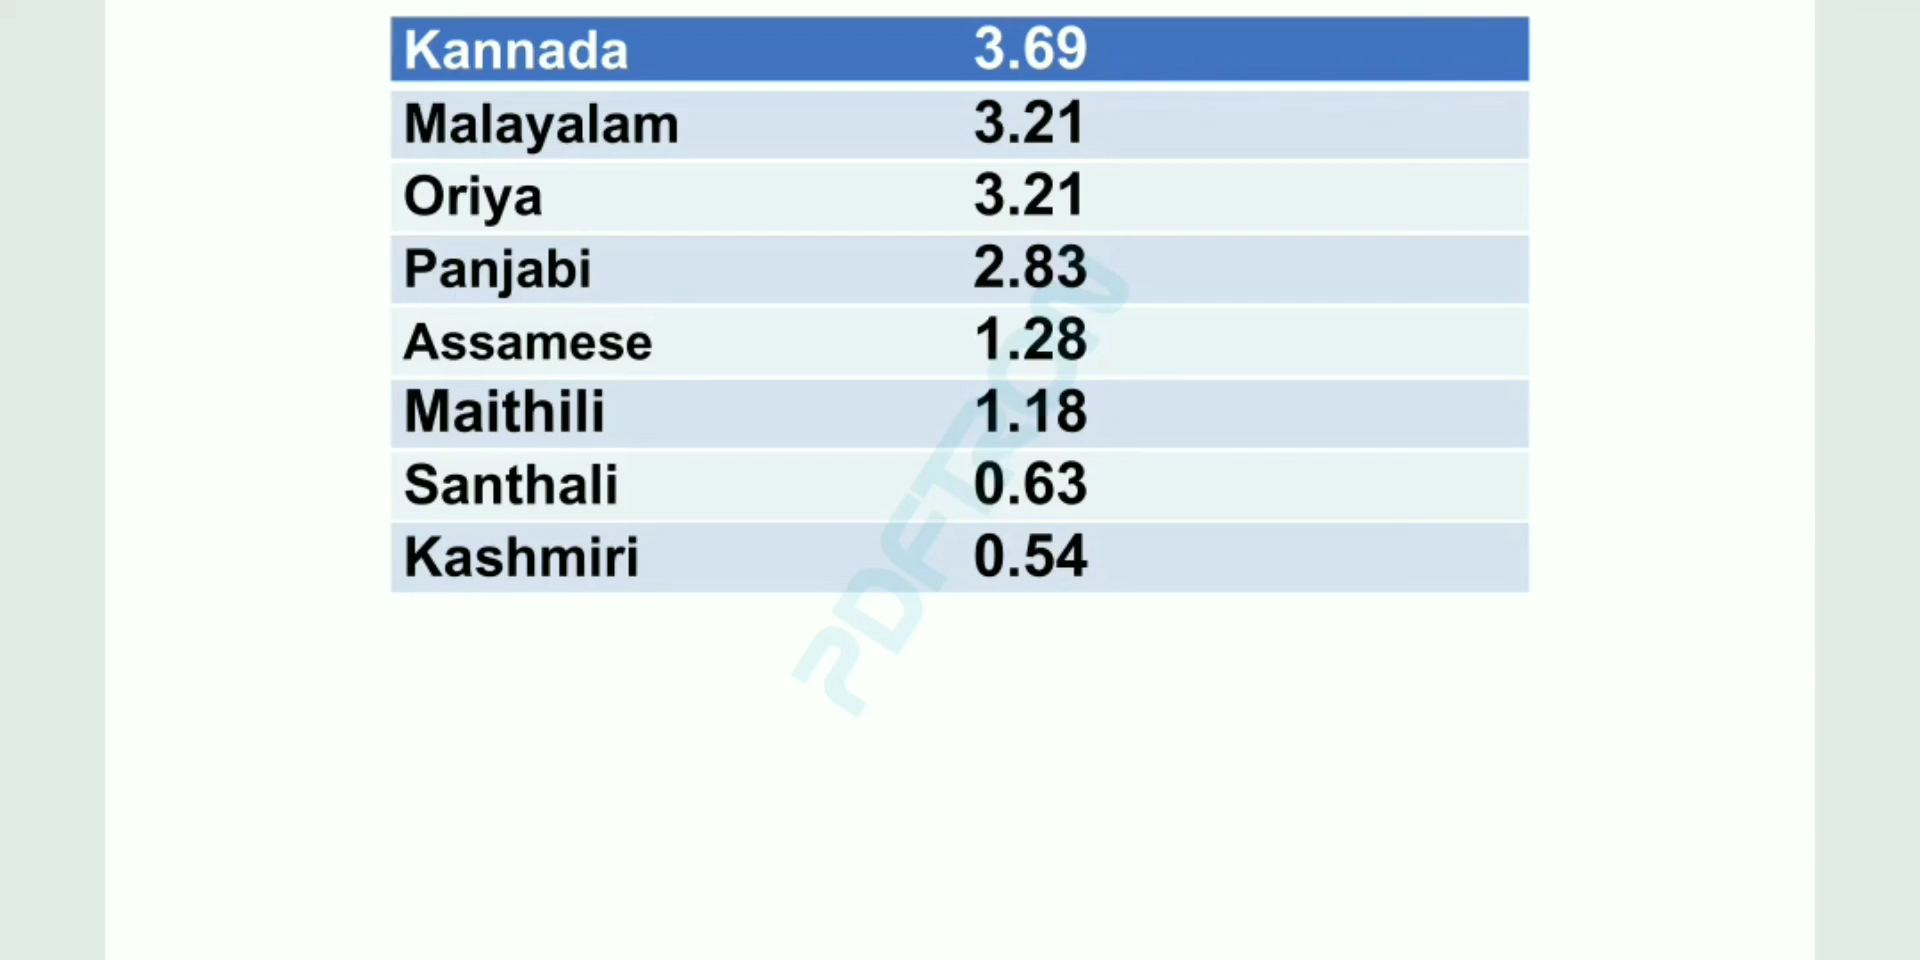 Kannada 3.69
Malayalam 3.21
Oriya 3.21
Panjabi 2.83
Assamese 1.28
Maithili 1.18
Santhali 0.63
Kashmiri 0.54
PDFTRON